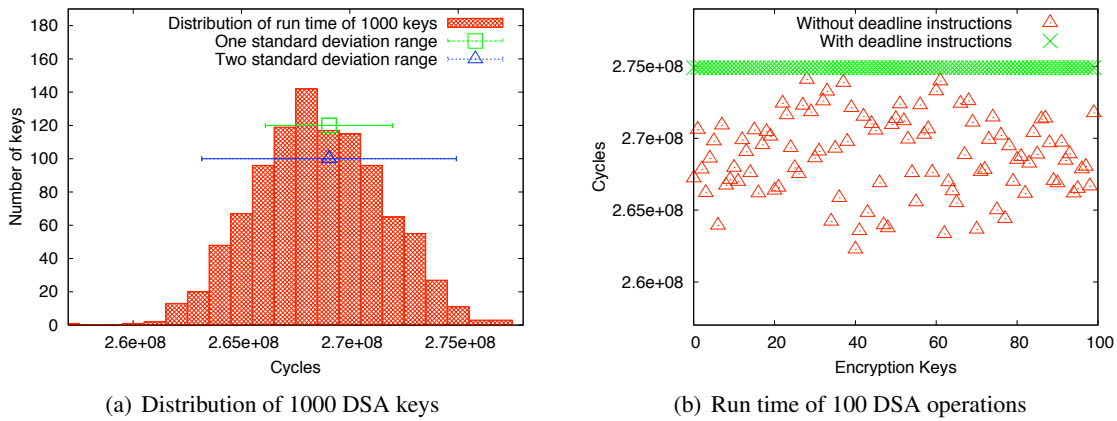 Distribution of run time of 1000 keys
One standard deviation range
Two standard deviation range
Number of keys
180
160
140
120
100
80
60
40
20
0
2.6e+08 2.65e+08 2.7e+08 2.75e+08
Cycles
(a) Distribution of 1000 DSA keys
Without deadline instructions
With deadline instructions
Cycles
2.75e+08
2.7e+08
2.65e+08
2.6e+08
0 20 40 60 80 100
Encryption Keys
(b) Run time of 100 DSA operations